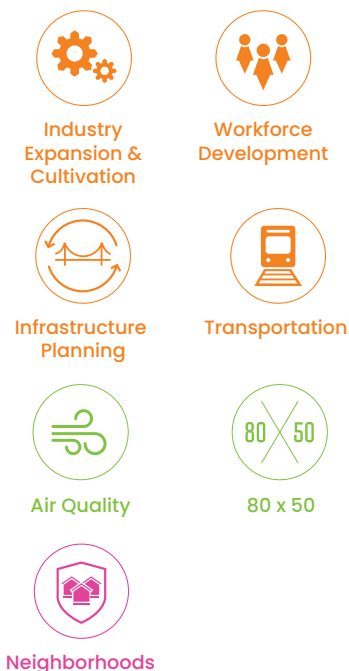 Industry
Expansion &
Cultivation
Workforce
Development
Infrastructure
Planning
Transportation
80 50
Air Quality
80 x 50
Neighborhoods